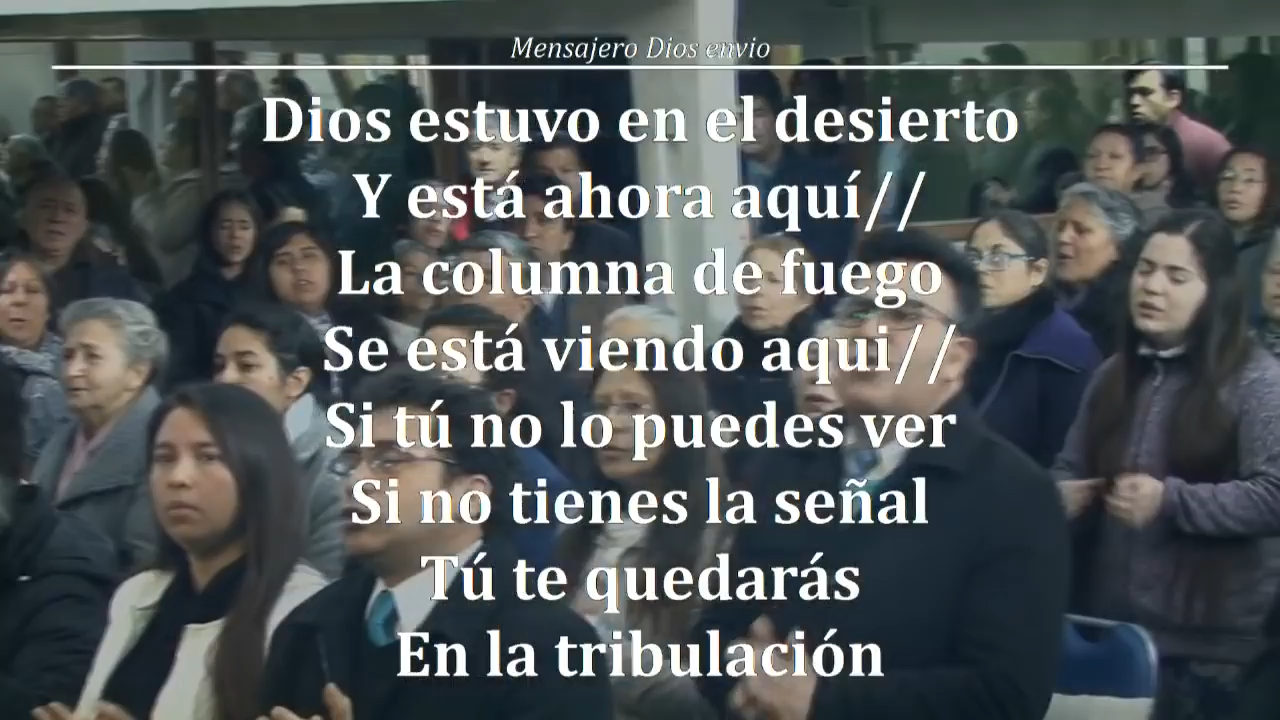 Mensajero Dios envio
Dios estuvo en el desierto
Y está ahora aquí//
La columna de fuego
Se está viendo aqui//
Si tú no lo puedes ver
Si no tienes la señal
Tú te quedarás
En la tribulación